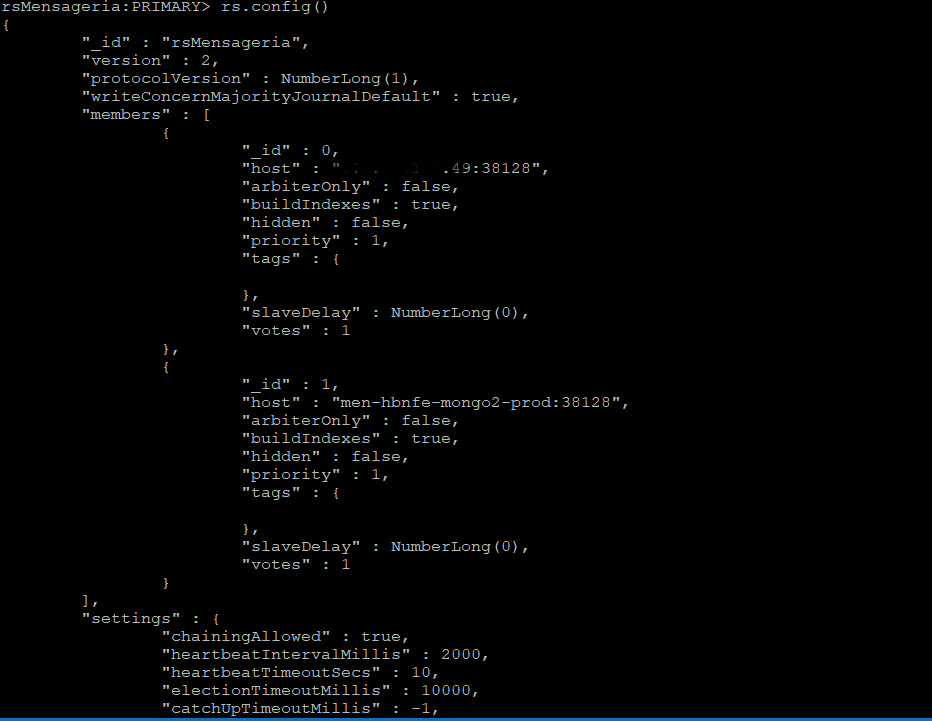 rsMensageria:PRIMARY> rs.config()
{
        "_id" : "rsMensageria",
        "version" : 2,
        "protocolVersion" : NumberLong(1),
        "writeConcernMajorityJournalDefault" : true,
        "members" : [
                {
                        "_id" : 0,
                        "host" : " .49:38128",
                        "arbiterOnly" : false,
                        "buildIndexes" : true,
                        "hidden" : false,
                        "priority" : 1,
                        "tags" : {

                        },
                        "slaveDelay" : NumberLong(0),
                        "votes" : 1
                },
                {
                        "_id" : 1,
                        "host" : "men-hbnfe-mongo2-prod:38128",
                        "arbiterOnly" : false,
                        "buildIndexes" : true,
                        "hidden" : false,
                        "priority" : 1,
                        "tags" : {

                        },
                        "slaveDelay" : NumberLong(0),
                        "votes" : 1
                }
        ],
        "settings" : {
                "chainingAllowed" : true,
                "heartbeatIntervalMillis" : 2000,
                "heartbeatTimeoutSecs" : 10,
                "electionTimeoutMillis" : 10000,
                "catchUpTimeoutMillis" : -1,